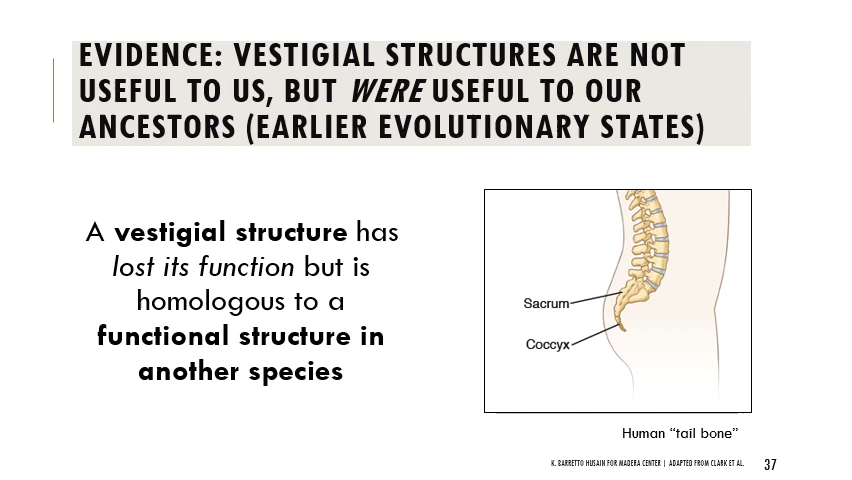 EVIDENCE: VESTIGIAL STRUCTURES ARE NOT
USEFUL TO US, BUT WERE USEFUL TO OUR
ANCESTORS (EARLIER EVOLUTIONARY STATES)
A vestigial structure has
lost its function but is
homologous to a
functional structure in
another species
Sacrum
Coccyx
Human “tail bone”
K. BARRETTO HUSAIN FOR MADERA CENTER | ADAPTED FROM CLARK ET AL.
37